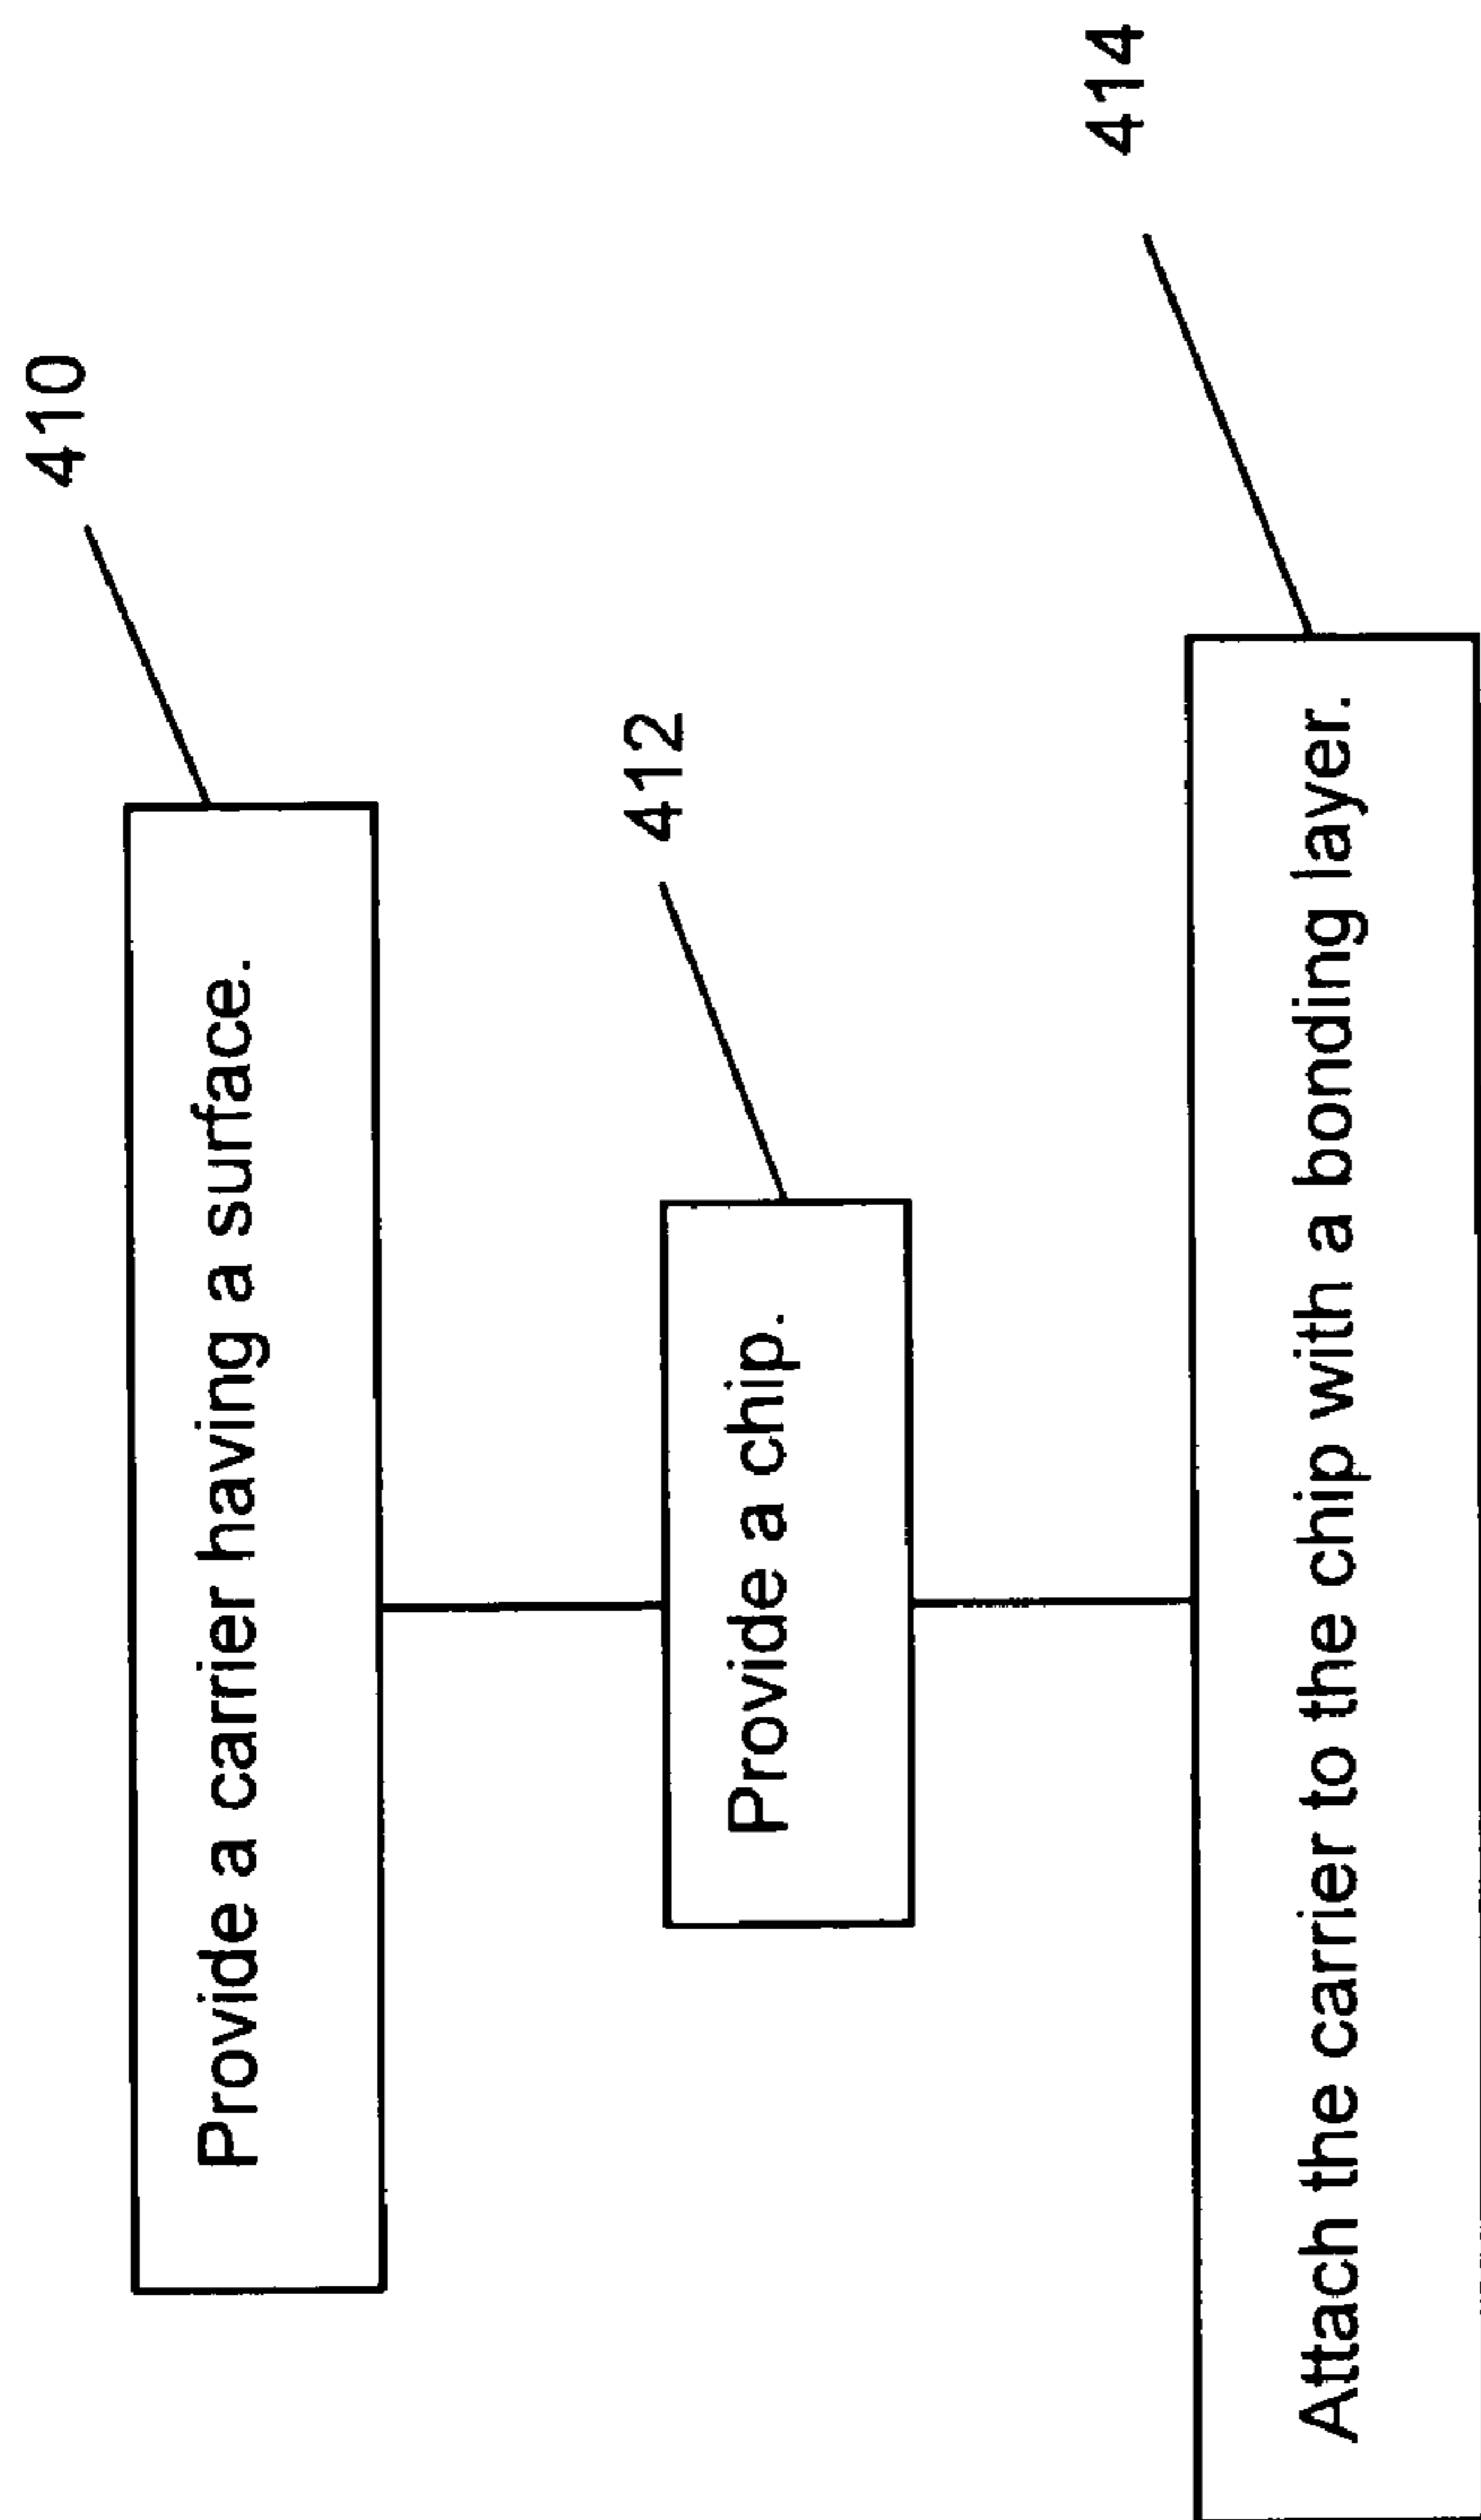 410
Provide a carrier having a surface.
412
Provide a chip.
414
Attach the carrier to the chip with a bonding layer.